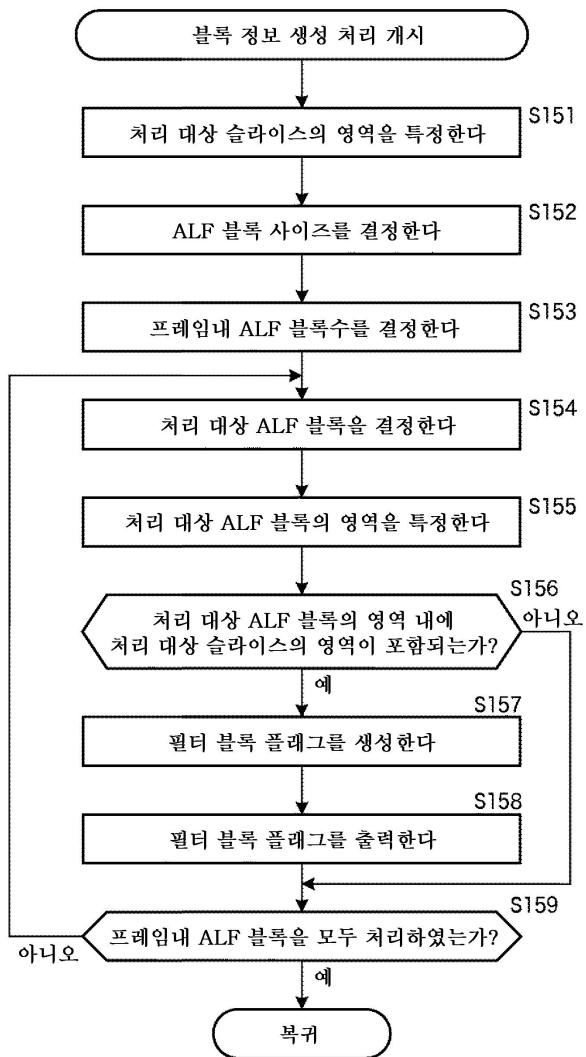 블록 정보 생성 처리 개시
S151
처리 대상 슬라이스의 영역을 특정한다
S152
ALF 블록 사이즈를 결정한다
S153
프레임내 ALF 블록수를 결정한다
S154
처리 대상 ALF 블록을 결정한다
S155
처리 대상 ALF 블록의 영역을 특정한다
S156
처리 대상 ALF 블록의 영역 내에
처리 대상 슬라이스의 영역이 포함되는가?
아니오
예
S157
필터 블록 플래그를 생성한다
S158
필터 블록 플래그를 출력한다
S159
프레임내 ALF 블록을 모두 처리하였는가?
아니오
예
복귀